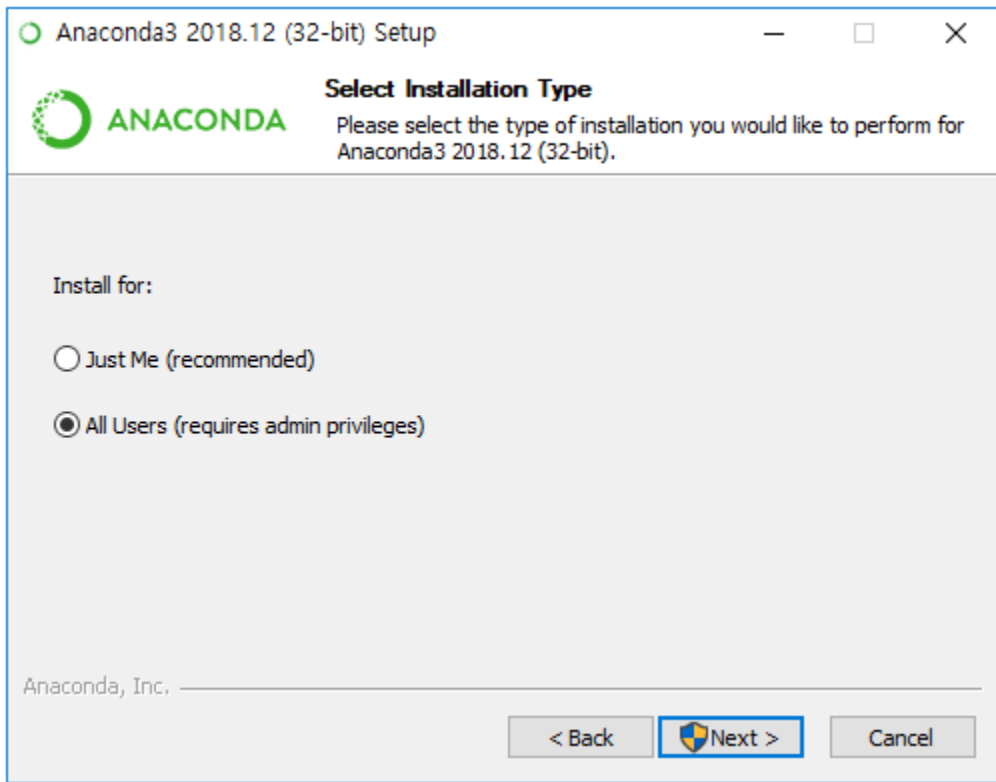 Anaconda3 2018.12 (32-bit) Setup
ANACONDA
Select Installation Type
Please select the type of installation you would like to perform for
Anaconda3 2018.12 (32-bit).
Install for:
Just Me (recommended)
All Users (requires admin privileges)
Anaconda, Inc.
< Back Next > Cancel